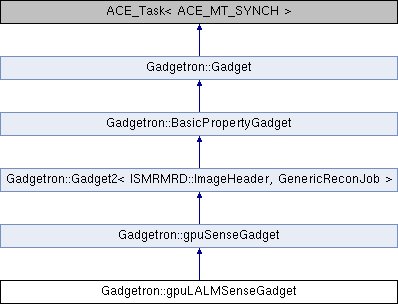 ACE_Task< ACE_MT_SYNCH >
Gadgetron::Gadget
Gadgetron::BasicPropertyGadget
Gadgetron::Gadget2< ISMRMRD::ImageHeader, GenericReconJob >
Gadgetron::gpuSenseGadget
Gadgetron::gpuLALMSenseGadget